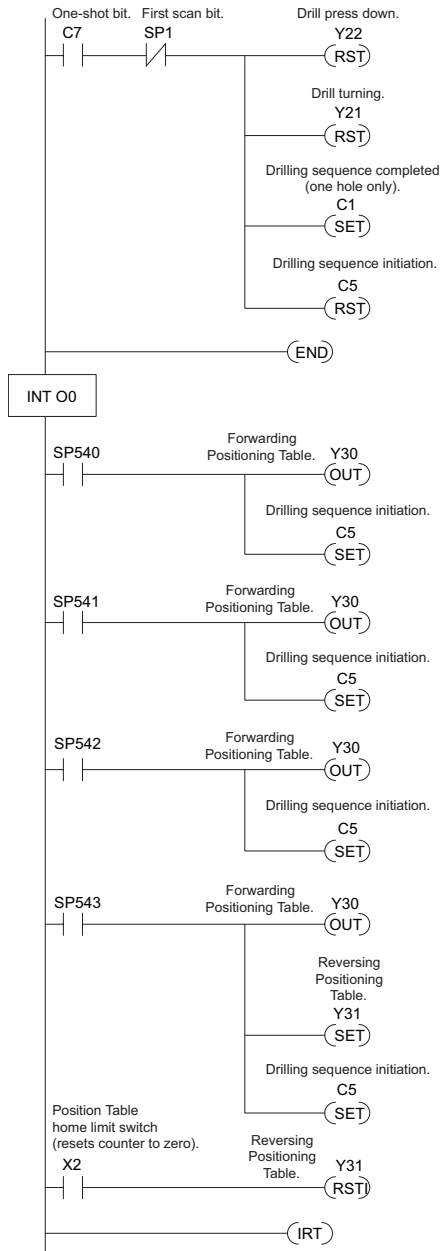 One-shot bit. First scan bit. Drill press down.
C7 SP1 Y22
RST
Drill turning.
Y21
RST
Drilling sequence completed
(one hole only).
C1
SET
Drilling sequence initiation.
C5
RST
END
INT O0
SP540
Forwarding
Positioning Table. Y30
OUT
Drilling sequence initiation.
C5
SET
SP541
Forwarding
Positioning Table. Y30
OUT
Drilling sequence initiation.
C5
SET
SP542
Forwarding
Positioning Table. Y30
OUT
Drilling sequence initiation.
C5
SET
SP543
Forwarding
Positioning Table. Y30
OUT
Reversing
Positioning
Table.
Y31
SET
Drilling sequence initiation.
C5
SET
Position Table
home limit switch
(resets counter to zero).
X2
Reversing
Positioning
Table.
Y31
RSTI
IRT